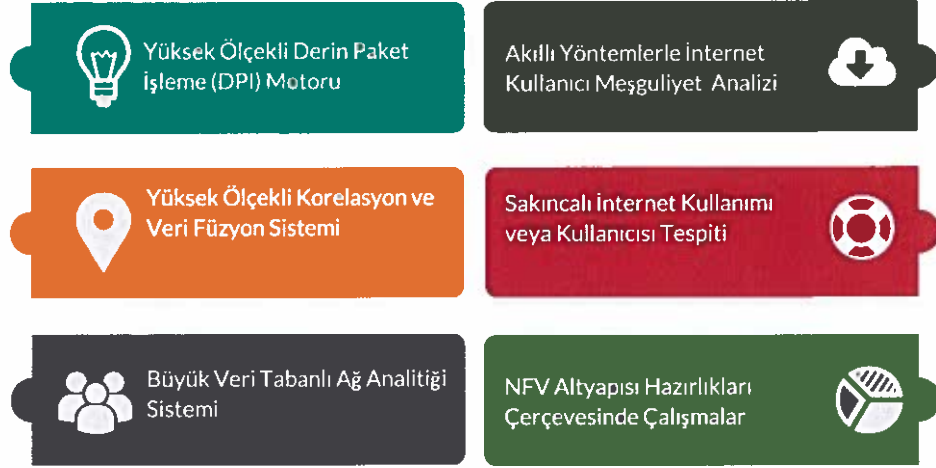 Yüksek Ölçekli Derin Paket
İşleme (DPI) Motoru
Akıllı Yöntemlerle İnternet
Kullanıcı Meşguliyet Analizi
Yüksek Ölçekli Korelasyon ve
Veri Füzyon Sistemi
Sakıncalı İnternet Kullanımı
veya Kullanıcısı Tespiti
Büyük Veri Tabanlı Ağ Analitiği
Sistemi
NFV Altyapısı Hazırlıkları
Çerçevesinde Çalışmalar